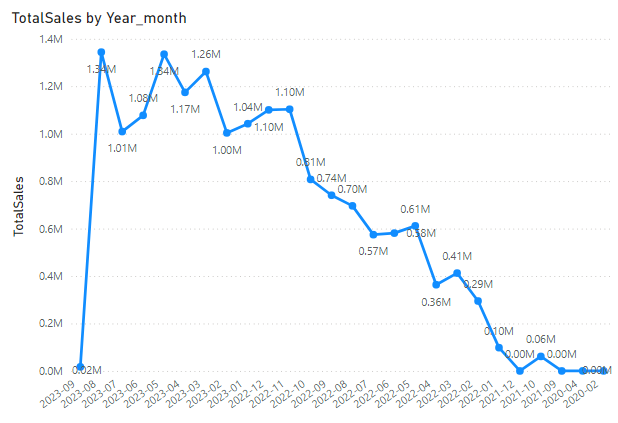 TotalSales by Year_month
TotalSales
1.4M
1.2M
1.0M
0.8M
0.6M
0.4M
0.2M
0.0M
0.02M
1.34M
1.01M
1.08M
1.34M
1.17M
1.26M
1.00M
1.04M
1.10M
1.10M
0.81M
0.74M
0.70M
0.57M
0.58M
0.61M
0.36M
0.41M
0.29M
0.10M
0.00M
0.06M
0.00M
0.00M
2023-09
2023-08
2023-07
2023-06
2023-05
2023-04
2023-03
2023-02
2023-01
2022-12
2022-11
2022-10
2022-09
2022-08
2022-07
2022-06
2022-05
2022-04
2022-03
2022-02
2022-01
2021-12
2021-10
2021-09
2020-04
2020-02